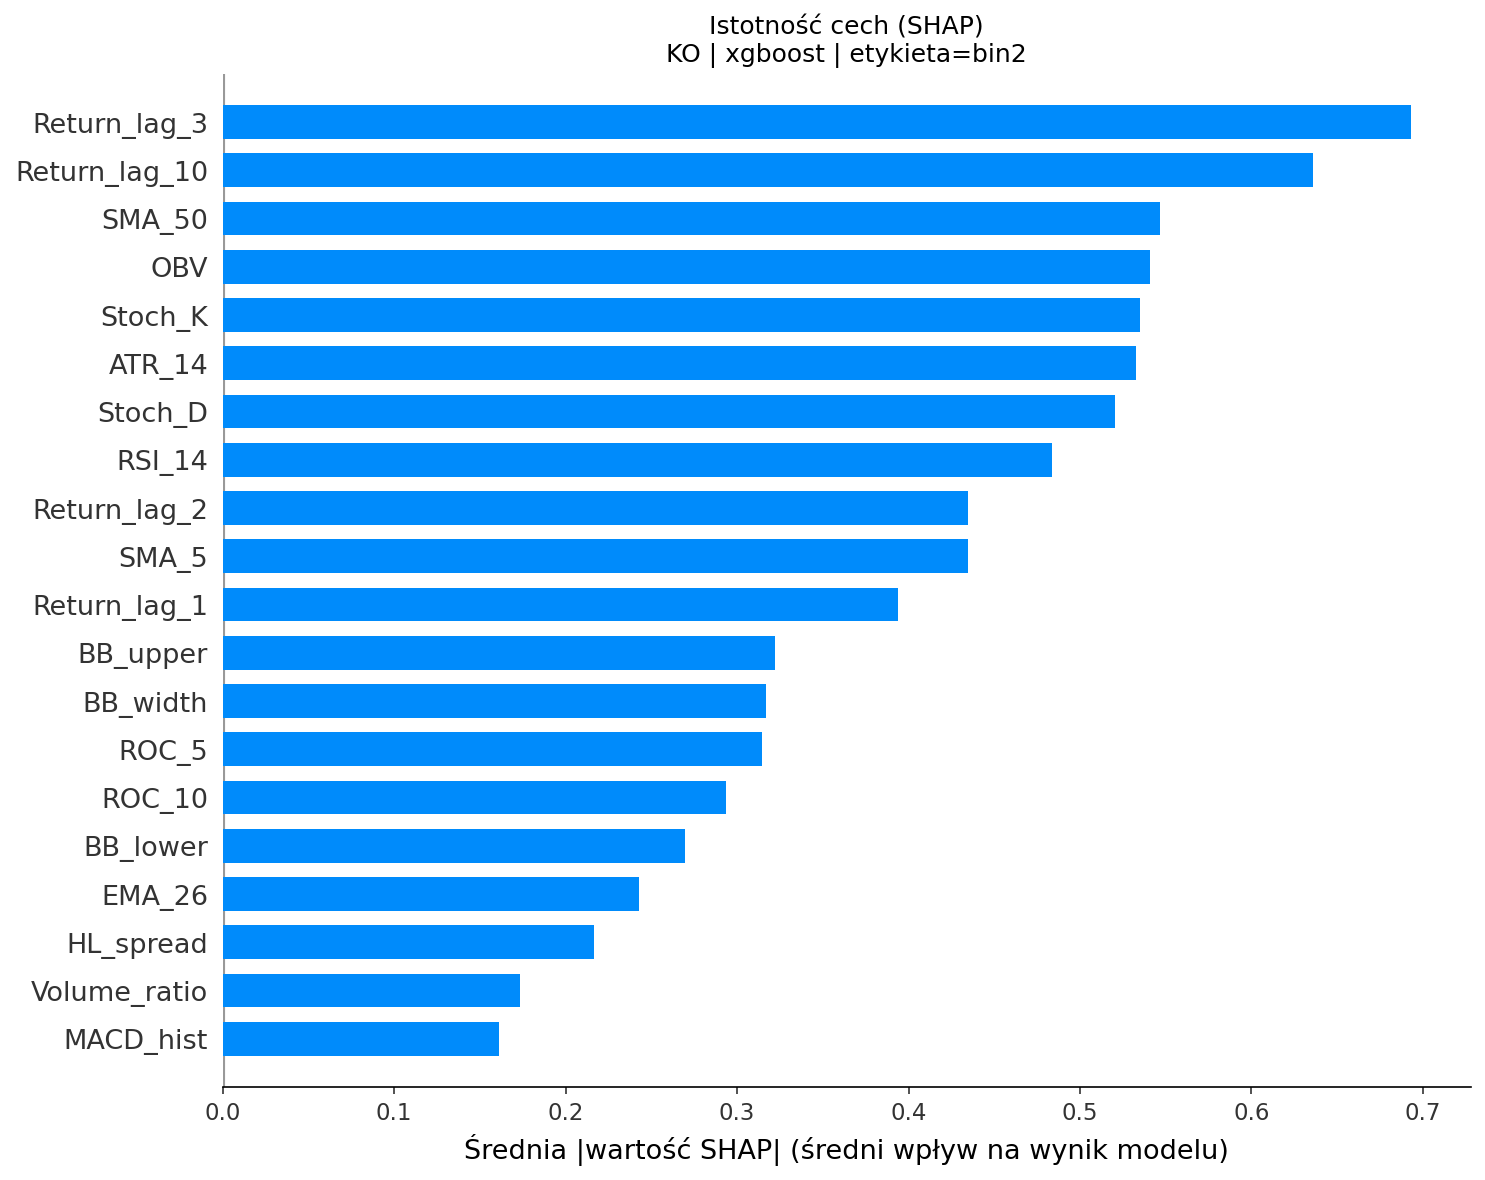 Istotność cech (SHAP)
KO | xgboost | etykieta=bin2
Return_lag_3
Return_lag_10
SMA_50
OBV
Stoch_K
ATR_14
Stoch_D
RSI_14
Return_lag_2
SMA_5
Return_lag_1
BB_upper
BB_width
ROC_5
ROC_10
BB_lower
EMA_26
HL_spread
Volume_ratio
MACD_hist
0.0 0.1 0.2 0.3 0.4 0.5 0.6 0.7
Średnia |wartość SHAP| (średni wpływ na wynik modelu)